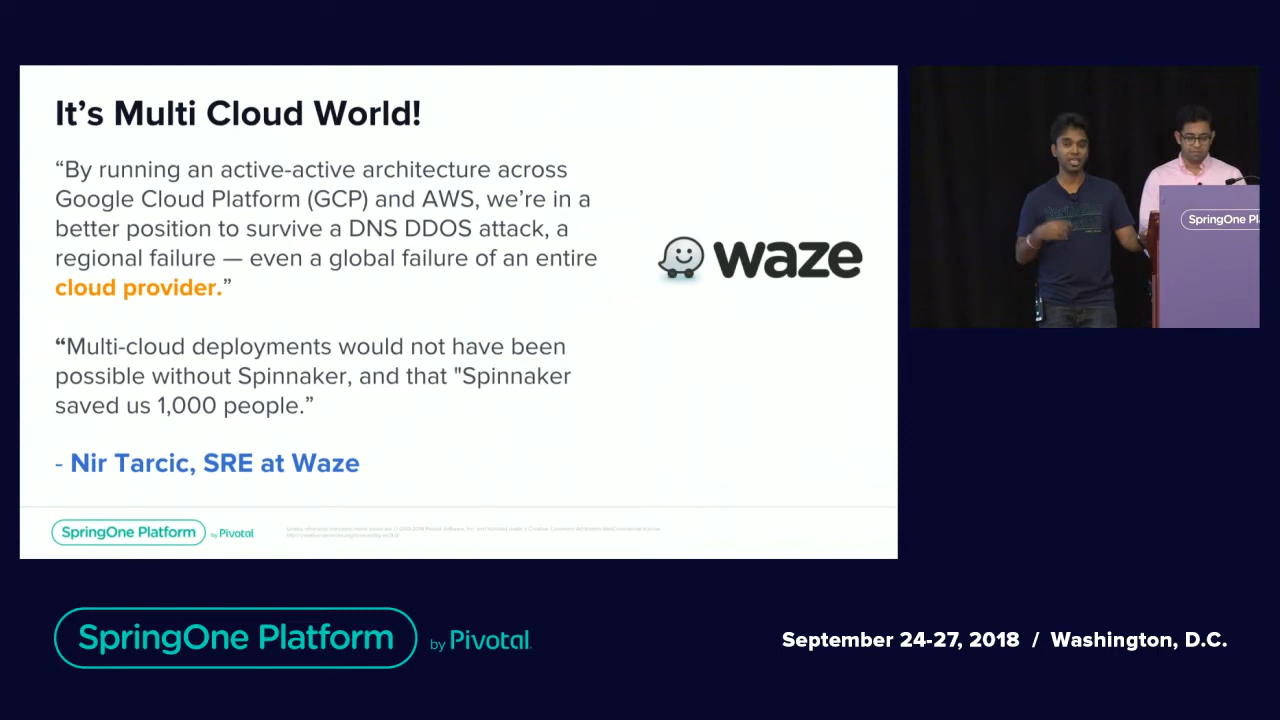 It's Multi Cloud World!
“By running an active-active architecture across
Google Cloud Platform (GCP) and AWS, we’re in a
better position to survive a DNS DDOS attack, a
regional failure — even a global failure of an entire
cloud provider.”
“Multi-cloud deployments would not have been
possible without Spinnaker, and that "Spinnaker
saved us 1,000 people.”
- Nir Tarcic, SRE at Waze
waze
SpringOne Platform by Pivotal
SpringOne Pl
SpringOne Platform by Pivotal
September 24-27, 2018 / Washington, D.C.